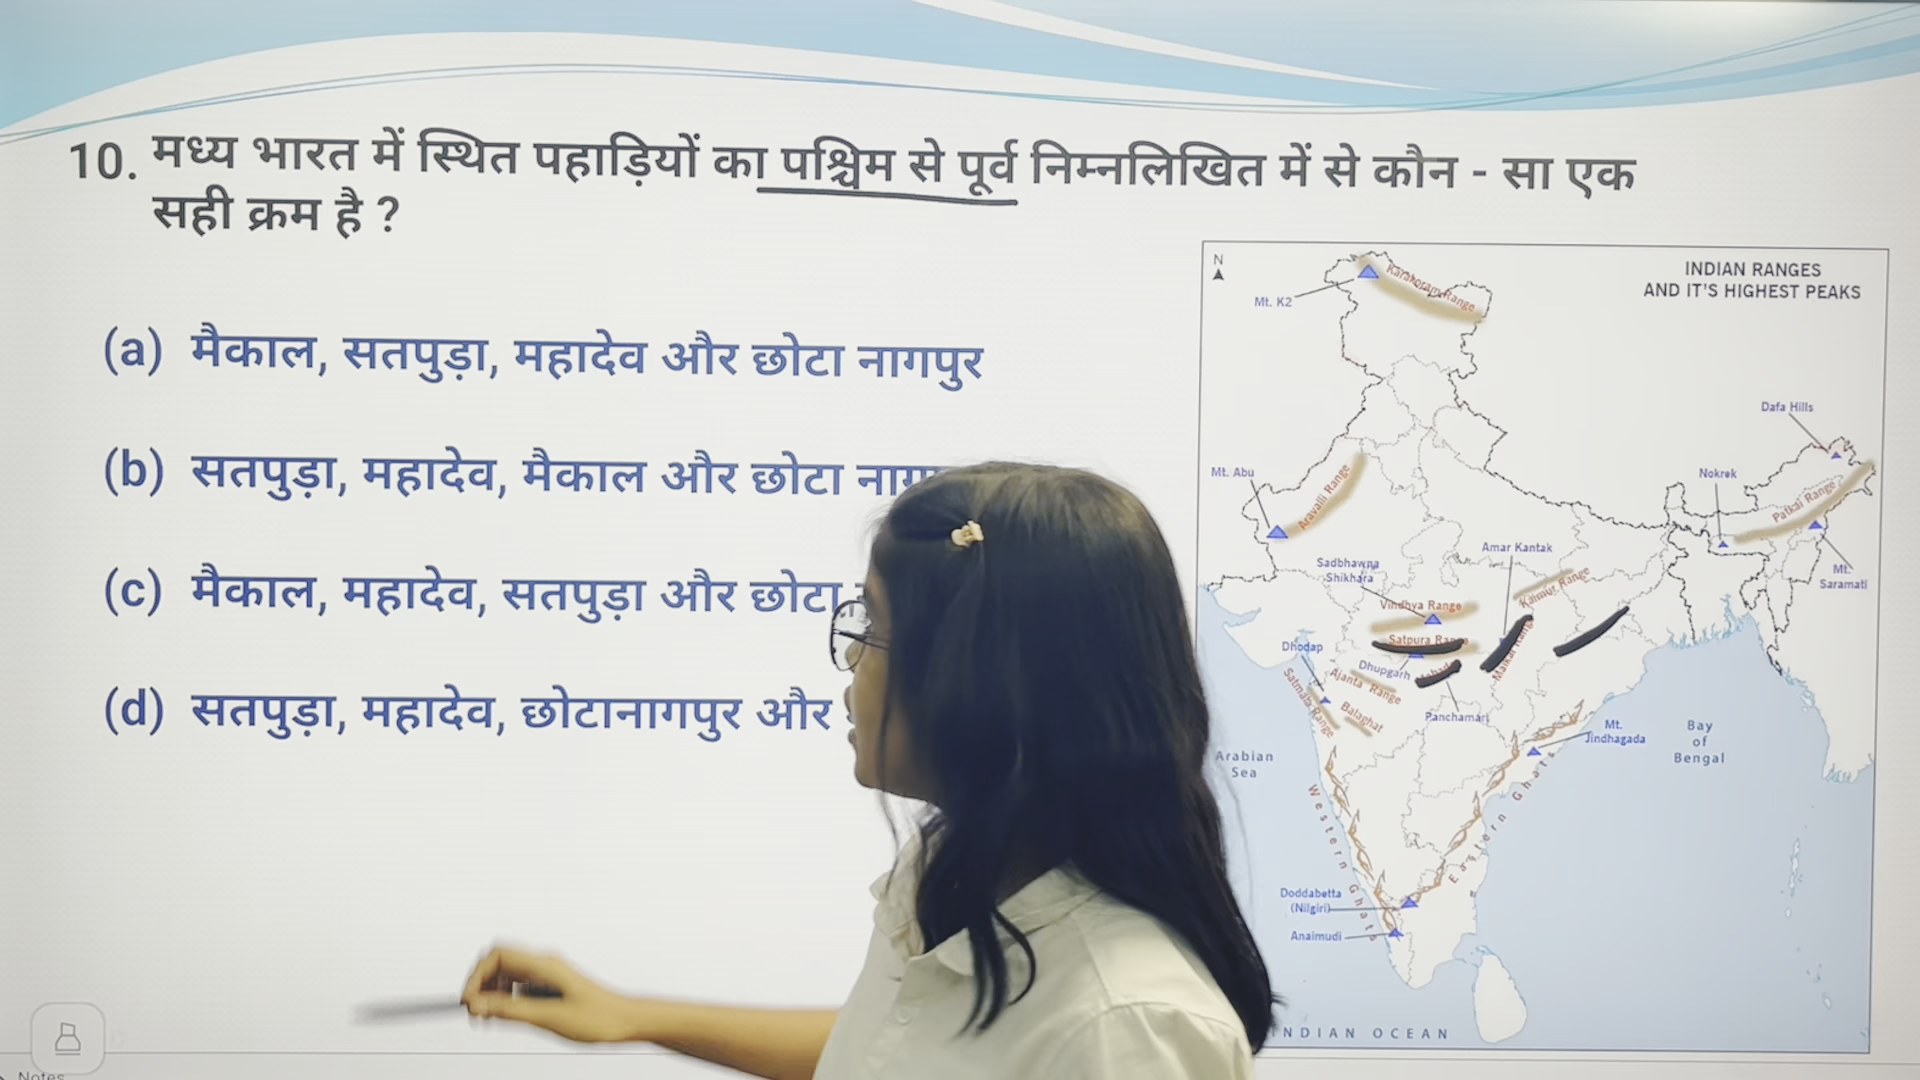 10. मध्य भारत में स्थित पहाड़ियों का पश्चिम से पूर्व निम्नलिखित में से कौन - सा एक
सही क्रम है ?
(a) मैकाल, सतपुड़ा, महादेव और छोटा नागपुर
(b) सतपुड़ा, महादेव, मैकाल और छोटा
(c) मैकाल, महादेव, सतपुड़ा और छोटा
(d) सतपुड़ा, महादेव, छोटानागपुर और
N
INDIAN RANGES
AND IT'S HIGHEST PEAKS
Karakoram Range
Mt. K2
Dafa Hills
Mt. Abu
Aravalli Range
Nokrek
Patkai Range
Amar Kantak
Sadbhawna
Shikhara
Mt.
Saramati
Kaimur Range
Vindhya Range
Satpura
Dhodap
Dhupgarh
Ajanta Range
Satmala Range
Balaghat
Panchamari
Mt.
Jindhagada
Bay
of
Bengal
Arabian
Sea
Western Ghats
Eastern Ghats
Doddabetta
(Nilgiri)
Anaimudi
OCEAN
Notes